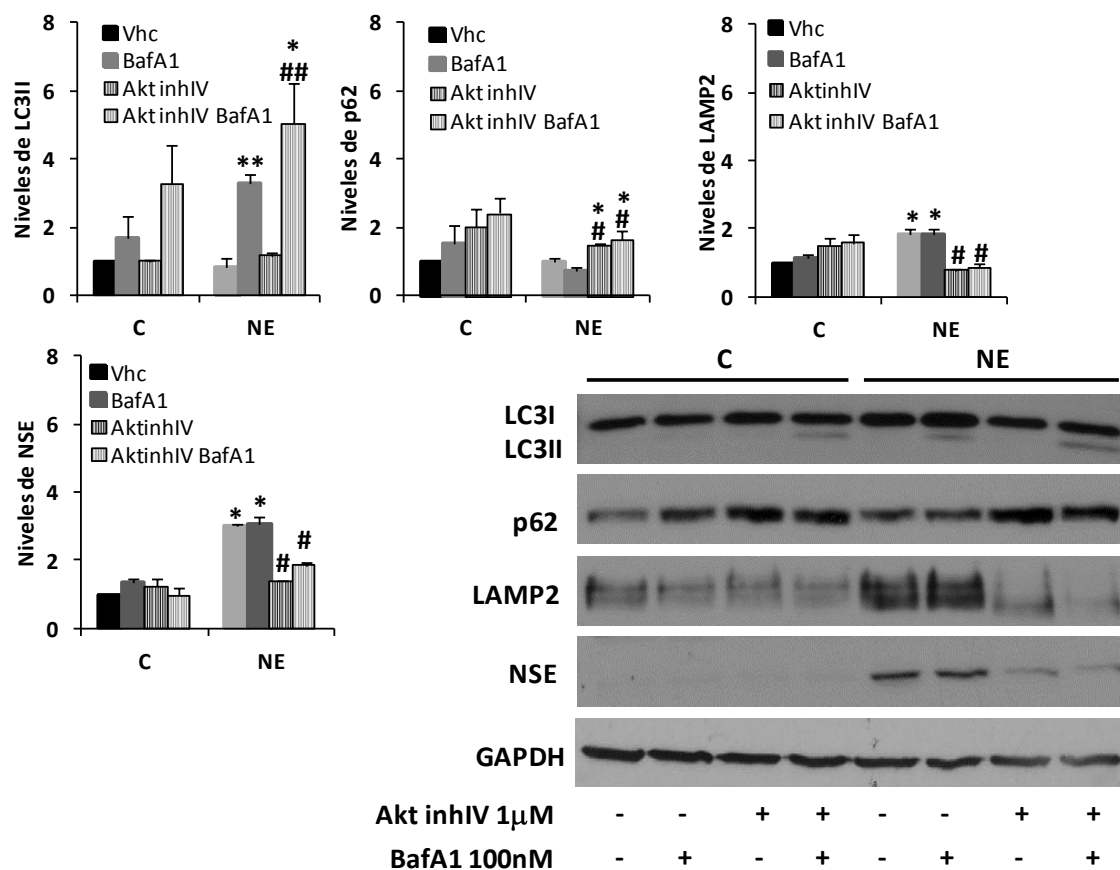 Niveles de LC3II
8
6
4
2
0
Vhc
BafA1
Akt inhIV
Akt inhIV BafA1
**
*
##
C NE
Niveles de p62
8
6
4
2
0
Vhc
BafA1
Akt inhIV
Akt inhIV BafA1
*
#
*
#
C NE
Niveles de LAMP2
8
6
4
2
0
Vhc
BafA1
AktinhIV
Akt inhIV BafA1
* *
# #
C NE
Niveles de NSE
8
6
4
2
0
Vhc
BafA1
AktinhIV
AktinhIV BafA1
* *
# #
C NE
C NE
LC3I
LC3II
p62
LAMP2
NSE
GAPDH
Akt inhIV 1μM - - + + - - + +
BafA1 100nM - + - + - + - +